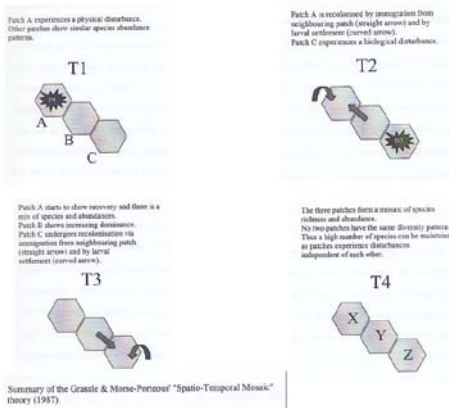 Patch A experiences a physical disturbance.
Other patches show similar species abundance
patterns.
T1
A
B
C
Patch A is recolonised by immigration from
neighbouring patch (straight arrow) and by
larval settlement (curved arrow).
Patch C experiences a biological disturbance.
T2
Patch A starts to show recovery and there is a
mix of species and abundances.
Patch B shows increasing dominance.
Patch C undergoes recolonisation via
immigration from neighbouring patch
(straight arrow) and by larval
settlement (curved arrow).
T3
The three patches form a mosaic of species
richness and abundance.
No two patches have the same diversity pattern.
Thus a high number of species can be maintain
as patches experience disturbances
independent of each other.
T4
X
Y
Z
Summary of the Grassle & Morse-Porteous' "Spatio-Temporal Mosaic"
theory (1987).